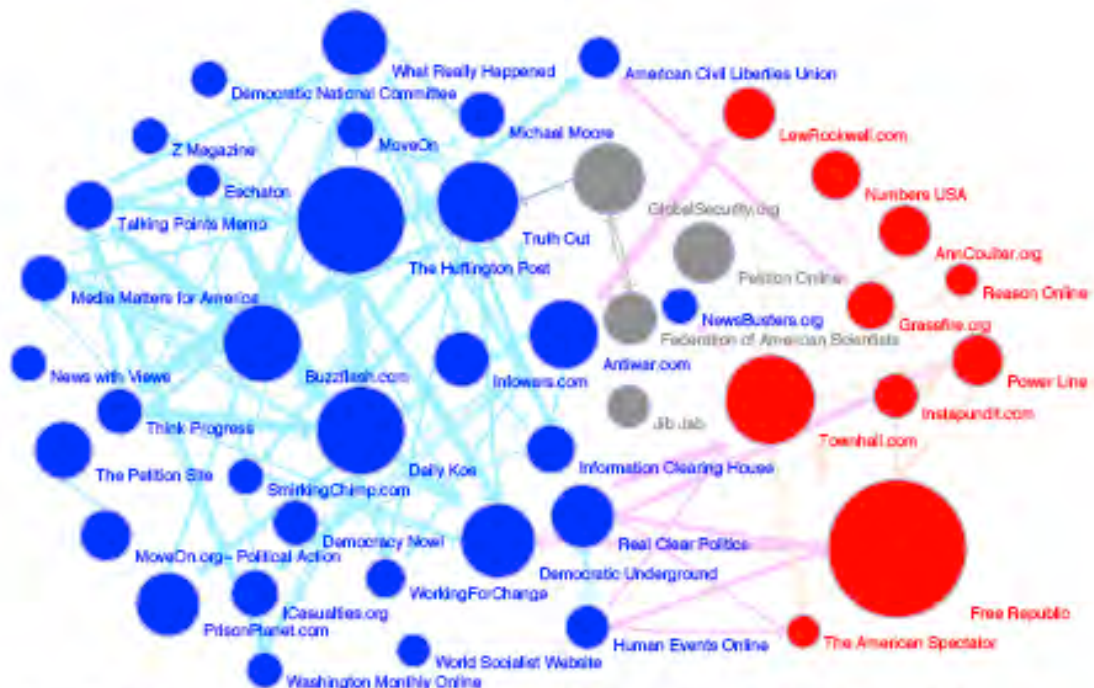 What Really Happened
American Civil Liberties Union
Democratic National Committee
LewRockwell.com
Michael Moore
MoveOn
Z Magazine
Eschaton
Numbers USA
GlobalSecurity.org
Talking Points Memo
Truth Out
AnnCoulter.org
The Huffington Post
Petition Online
Reason Online
Media Matters for America
NewsBusters.org
Grassfire.org
Federation of American Scientists
Antiwar.com
News with Views
Buzzflash.com
Infowars.com
Power Line
Instapundit.com
Jib Jab
Think Progress
Townhall.com
Information Clearing House
The Petition Site
Daily Kos
SmirkingChimp.com
Democracy Now!
Real Clear Politics
MoveOn.org - Political Action
Democratic Underground
WorkingForChange
ICasualties.org
Free Republic
PrisonPlanet.com
Human Events Online
The American Spectator
World Socialist Website
Washington Monthly Online